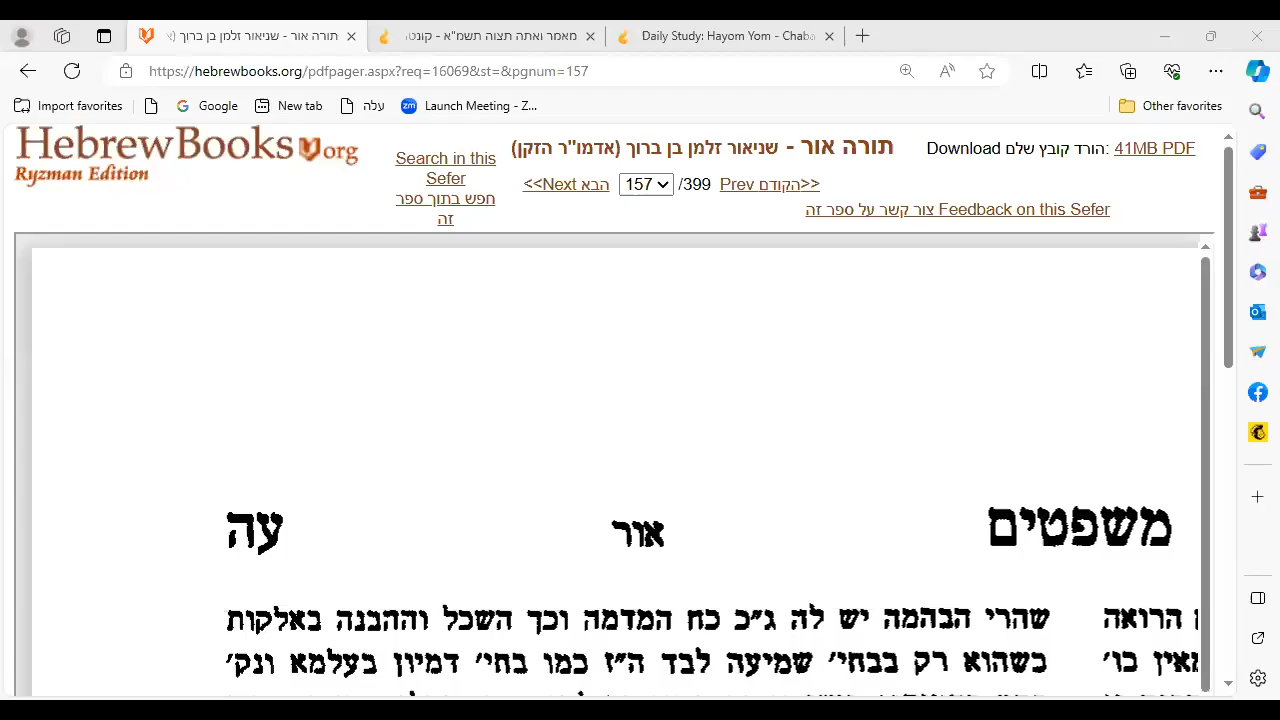 תורה אור - שניאור זלמן בן ברוך
מאמר ואתה תצוה תשמ"א - קונט
Daily Study: Hayom Yom - Chaba
https://hebrewbooks.org/pdfpager.aspx?req=16069&st=&pgnum=157
Import favorites
Google
New tab
עלה
Launch Meeting - Z...
Other favorites
HebrewBooks.org
Ryzman Edition
Search in this
Sefer
חפש בתוך ספר
זה
תורה אור - שניאור זלמן בן ברוך (אדמו"ר הזקן)
<<Next הבא 157 /399 Prev הקודם>>
Download הורד קובץ שלם: 41MB PDF
צור קשר על ספר זה Feedback on this Sefer
משפטים אור עה
הרואה
שהרי הבהמה יש לה ג״כ כח המדמה וכך השכל וההבנה באלקות
מאין כו׳
כשהוא רק בבחי׳ שמיעה לבד ה״ז כמו בחי׳ דמיון בעלמא ונק׳